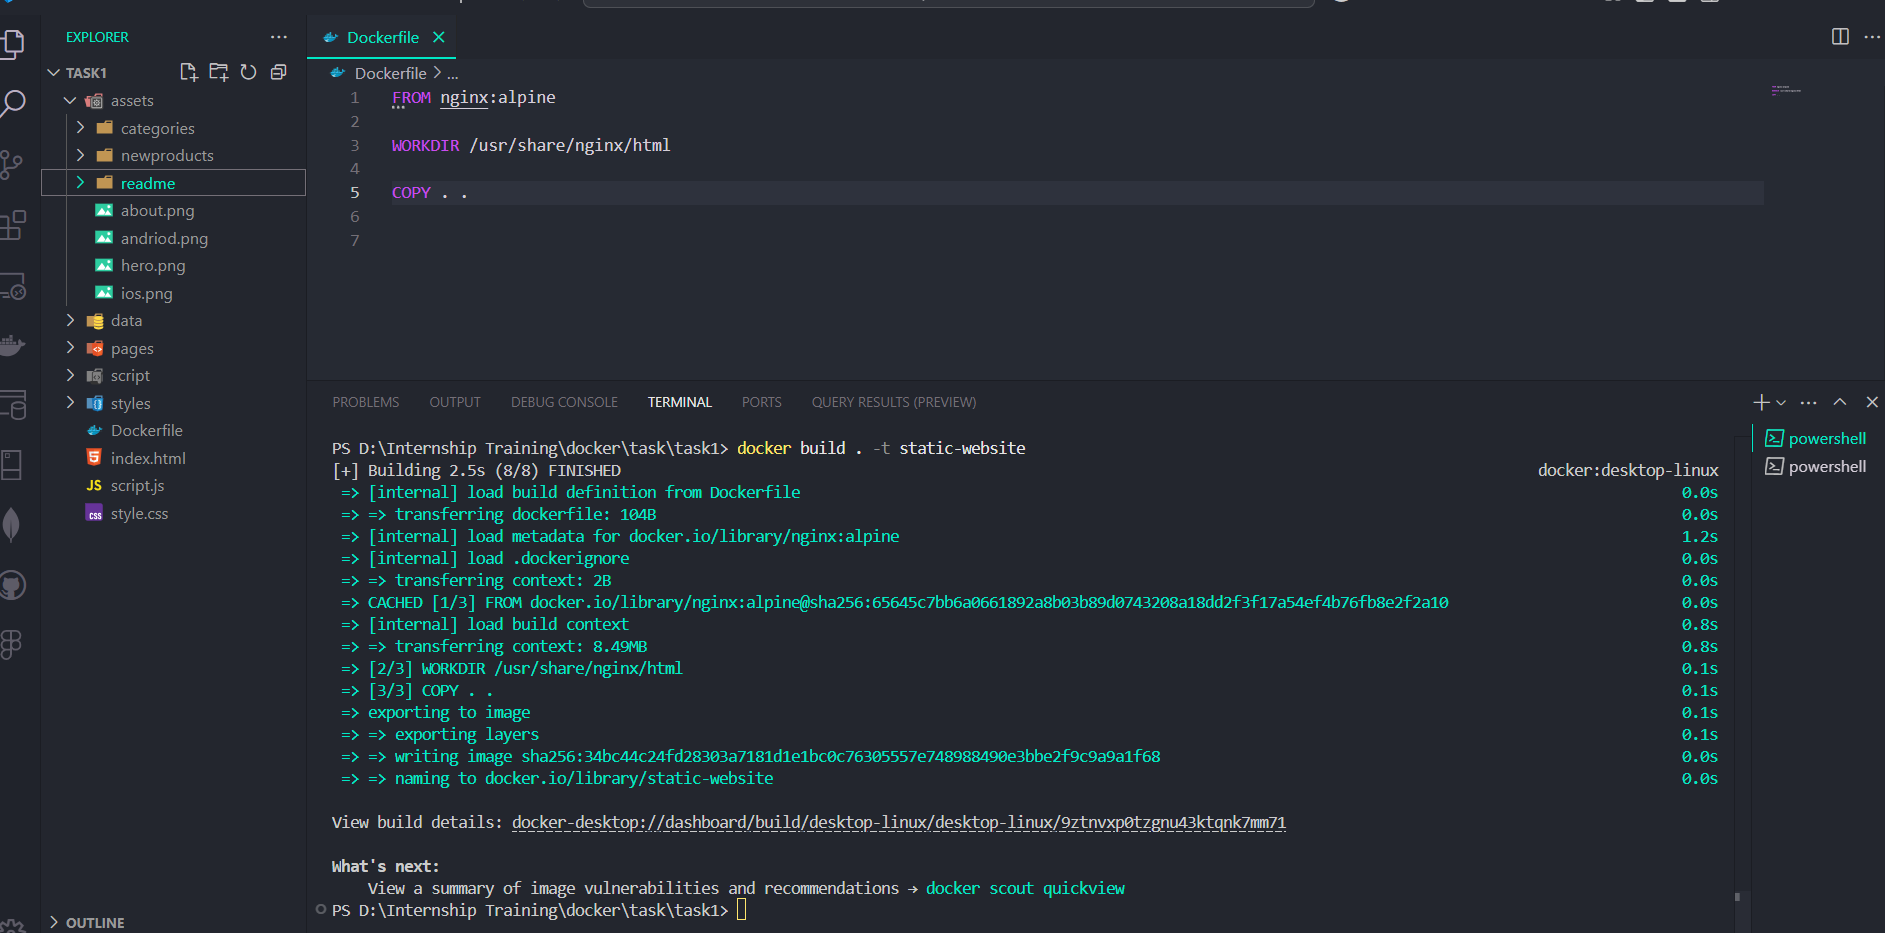 EXPLORER
TASK1
assets
categories
newproducts
readme
about.png
andriod.png
hero.png
ios.png
data
pages
script
styles
Dockerfile
index.html
JS script.js
css style.css
OUTLINE
Dockerfile
Dockerfile > ...
1 FROM nginx:alpine
2
3 WORKDIR /usr/share/nginx/html
4
5 COPY . .
6
7
PROBLEMS OUTPUT DEBUG CONSOLE TERMINAL PORTS QUERY RESULTS (PREVIEW)
PS D:\Internship Training\docker\task\task1> docker build . -t static-website
[+] Building 2.5s (8/8) FINISHED docker:desktop-linux
=> [internal] load build definition from Dockerfile 0.0s
=> => transferring dockerfile: 104B 0.0s
=> [internal] load metadata for docker.io/library/nginx:alpine 1.2s
=> [internal] load .dockerignore 0.0s
=> => transferring context: 2B 0.0s
=> CACHED [1/3] FROM docker.io/library/nginx:alpine@sha256:65645c7bb6a0661892a8b03b89d0743208a18dd2f3f17a54ef4b76fb8e2f2a10 0.0s
=> [internal] load build context 0.8s
=> => transferring context: 8.49MB 0.8s
=> [2/3] WORKDIR /usr/share/nginx/html 0.1s
=> [3/3] COPY . . 0.1s
=> exporting to image 0.1s
=> => exporting layers 0.1s
=> => writing image sha256:34bc44c24fd28303a7181d1e1bc0c76305557e748988490e3bbe2f9c9a9a1f68 0.0s
=> => naming to docker.io/library/static-website 0.0s
View build details: docker-desktop://dashboard/build/desktop-linux/desktop-linux/9ztnvxp0tzgnu43ktqnk7mm71
What's next:
View a summary of image vulnerabilities and recommendations → docker scout quickview
PS D:\Internship Training\docker\task\task1>
powershell
powershell